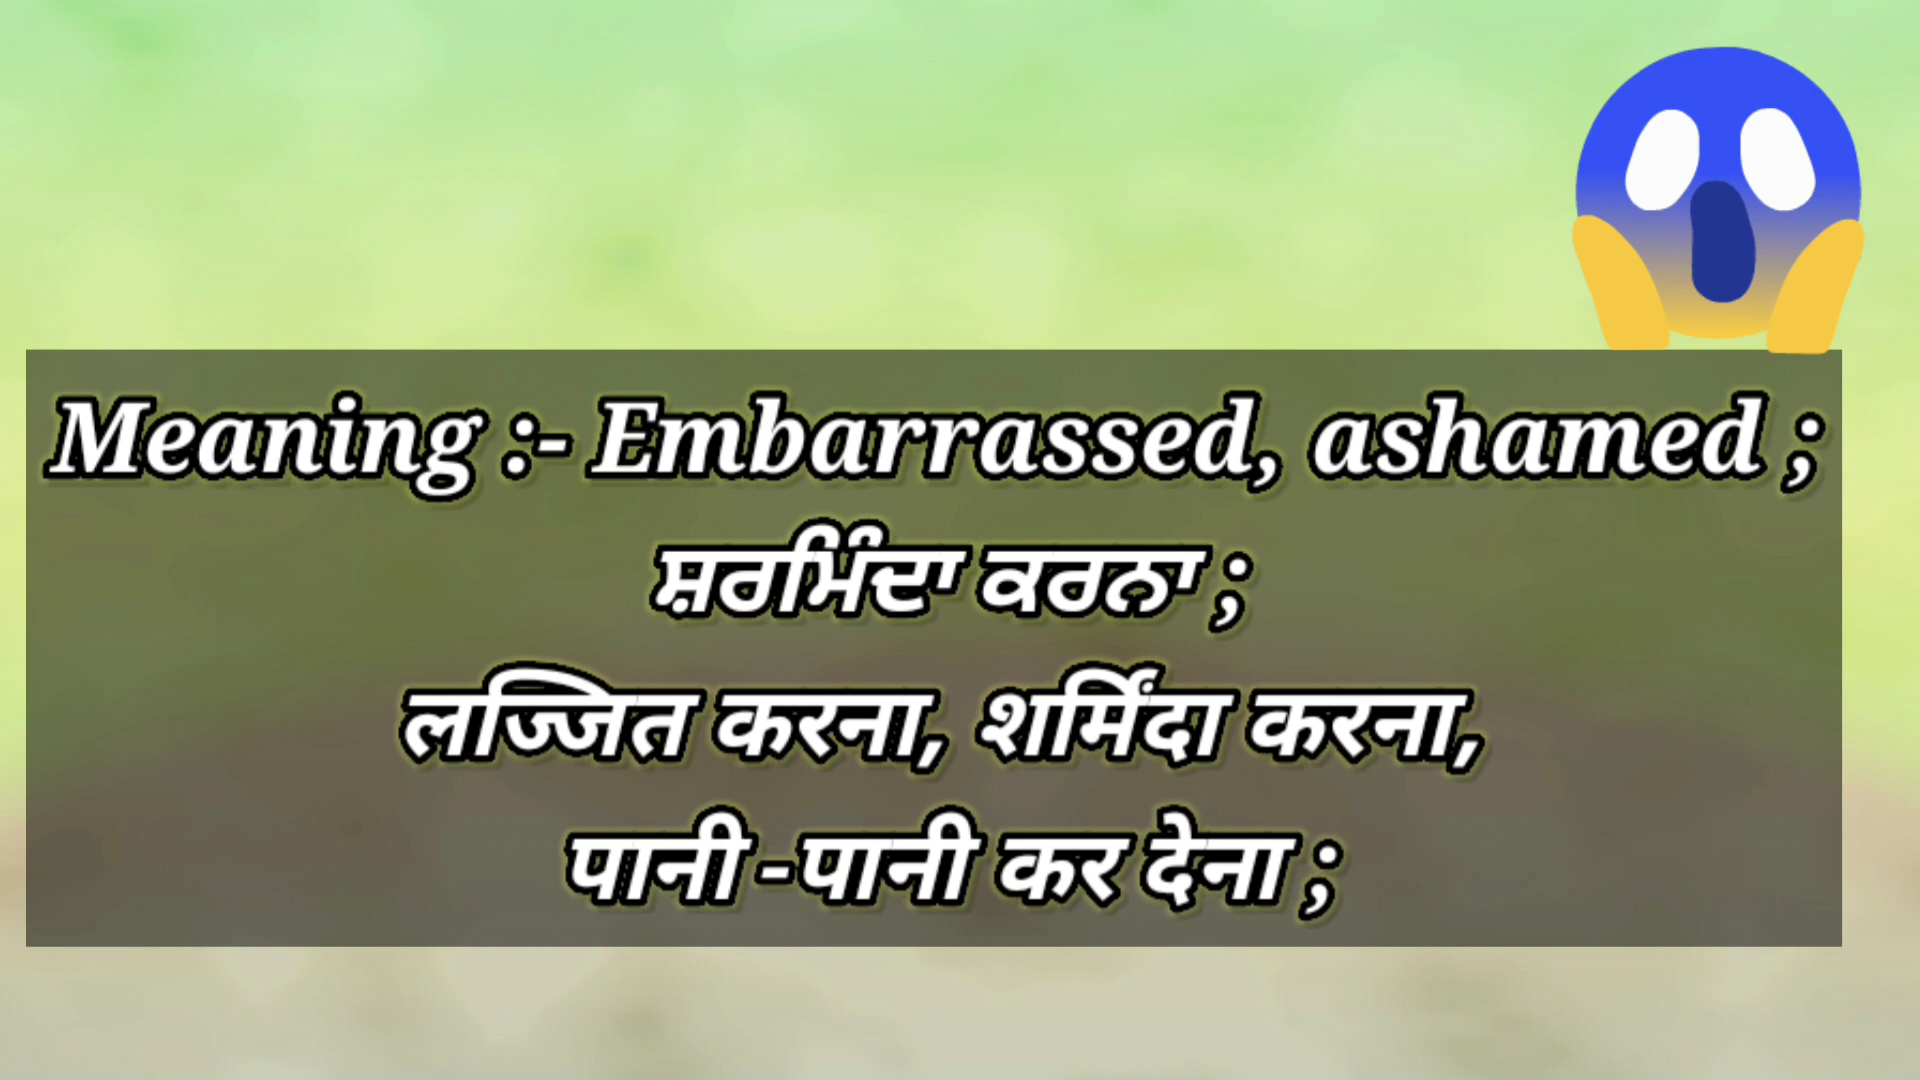 Meaning :- Embarrassed, ashamed ;
ਸ਼ਰਮਿੰਦਾ ਕਰਨਾ ;
लज्जित करना, शर्मिंदा करना,
पानी -पानी कर देना ;